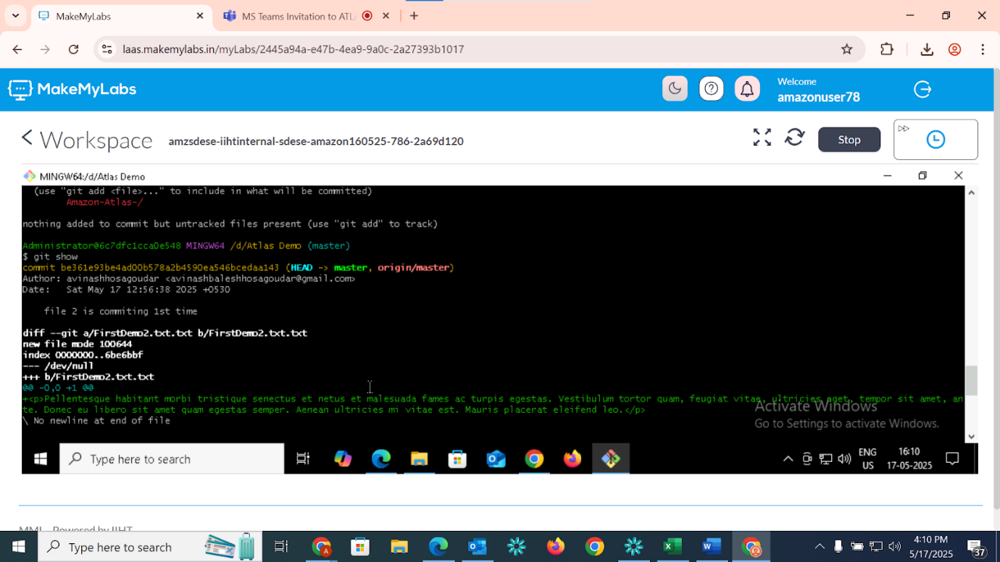 MakeMyLabs
MS Teams Invitation to ATL
laas.makemylabs.in/myLabs/2445a94a-e47b-4ea9-9a0c-2a27393b1017
MakeMyLabs
Welcome
amazonuser78
Workspace
amzsdese-iihtinternal-sdese-amazon160525-786-2a69d120
Stop
MINGW64:/d/Atlas Demo
(use "git add <file>..." to include in what will be committed)
Amazon-Atlas-/
nothing added to commit but untracked files present (use "git add" to track)
Administrator@6c7dfc1cca0e548 MINGW64 /d/Atlas Demo (master)
$ git show
commit be361e93be4ad00b578a2b4590ea546bcedaa143 (HEAD -> master, origin/master)
Author: avinashhosagoudar <avinashbaleshhosagoudar@gmail.com>
Date:   Sat May 17 12:56:38 2025 +0530
file 2 is commiting 1st time
diff --git a/FirstDemo2.txt.txt b/FirstDemo2.txt.txt
new file mode 100644
index 0000000..6be6bbf
--- /dev/null
+++ b/FirstDemo2.txt.txt
@@ -0,0 +1 @@
+<p>Pellentesque habitant morbi tristique senectus et netus et malesuada fames ac turpis egestas. Vestibulum tortor quam, feugiat vitae, ultricies eget, tempor sit amet, an
te. Donec eu libero sit amet quam egestas semper. Aenean ultricies mi vitae est. Mauris placerat eleifend leo.</p>
\ No newline at end of file
Activate Windows
Go to Settings to activate Windows.
Type here to search
ENG
US
16:10
17-05-2025
MML - Powered by IIHT
Type here to search
4:10 PM
5/17/2025
37